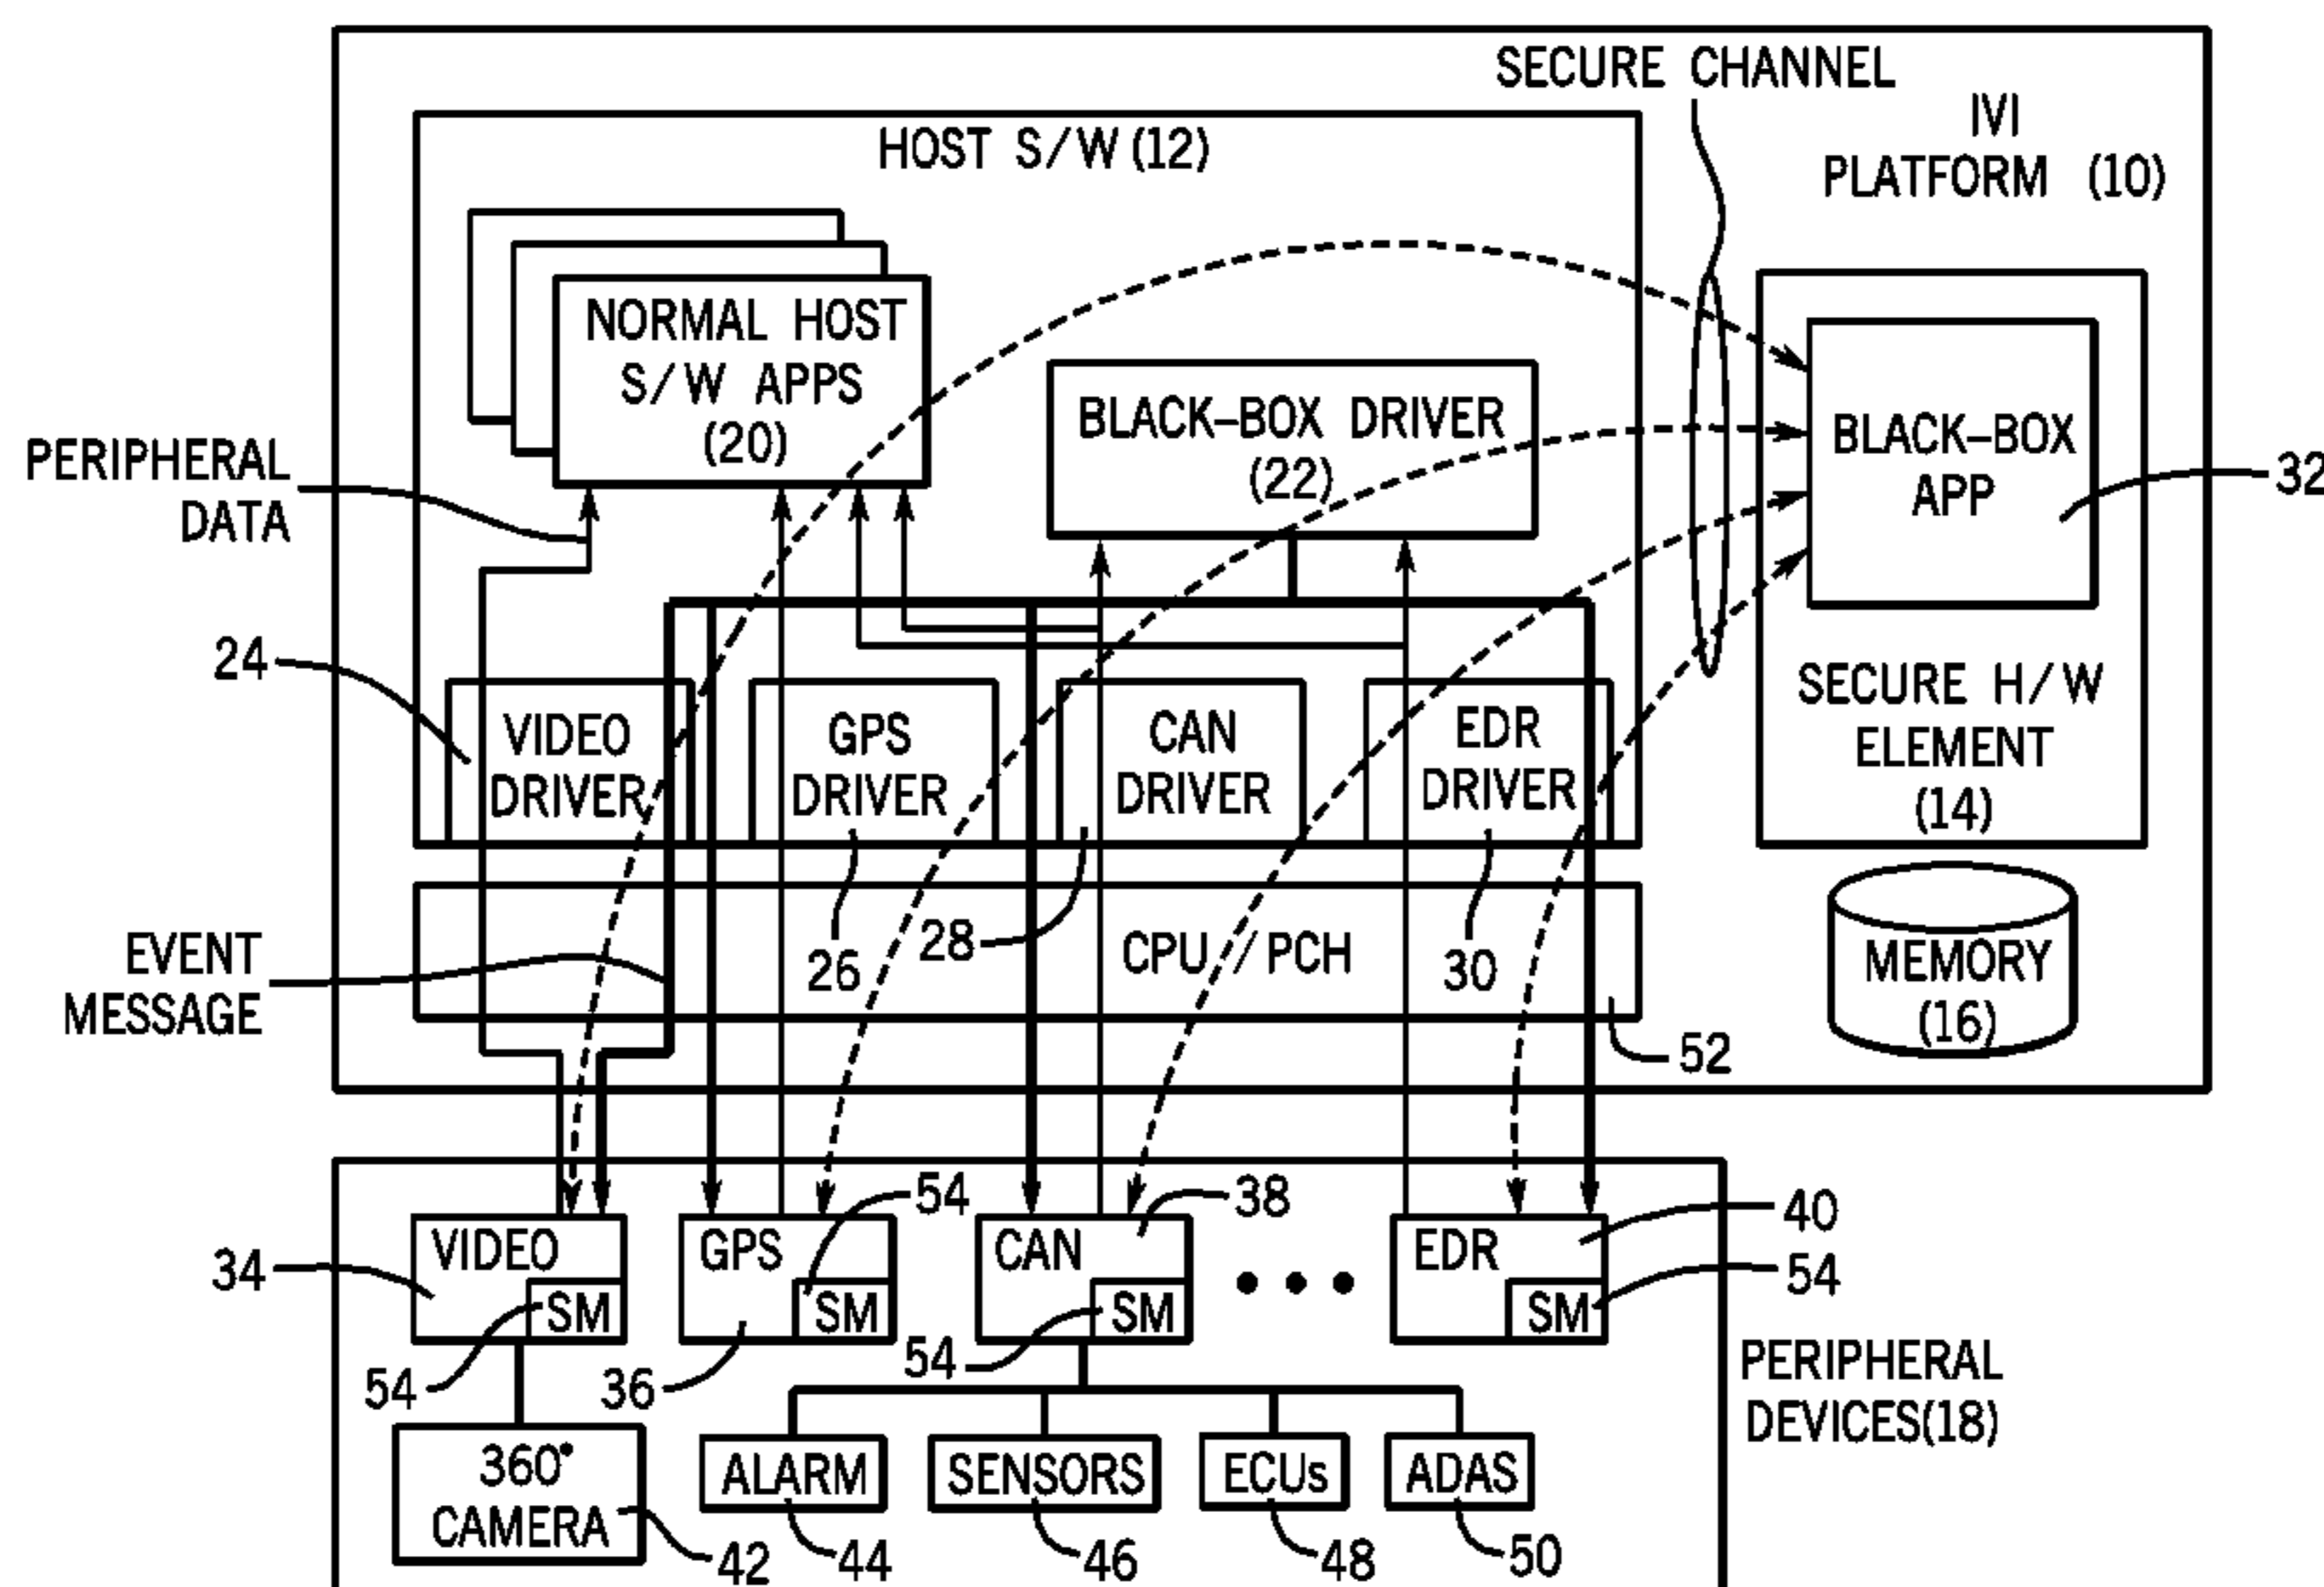 SECURE CHANNEL
IVI
PLATFORM (10)
HOST S/W (12)
NORMAL HOST
S/W APPS
(20)
BLACK-BOX DRIVER
(22)
BLACK-BOX
APP
32
PERIPHERAL
DATA
24
VIDEO
DRIVER
GPS
DRIVER
CAN
DRIVER
EDR
DRIVER
SECURE H/W
ELEMENT
(14)
EVENT
MESSAGE
26
28
CPU / PCH
30
MEMORY
(16)
52
34
VIDEO
SM
54
GPS
SM
54
36
CAN
SM
38
54
EDR
SM
40
54
PERIPHERAL
DEVICES(18)
360°
CAMERA
42
ALARM
44
SENSORS
46
ECUs
48
ADAS
50